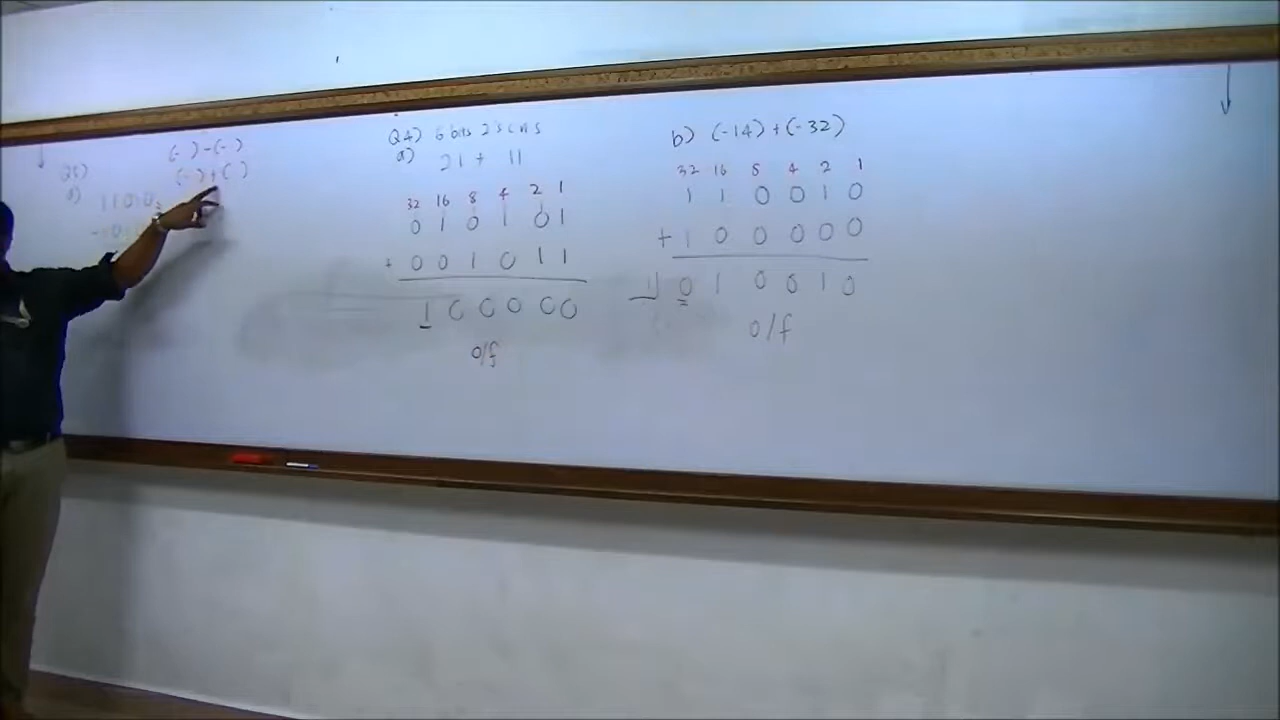 (- ) - (- )
(- ) + ( )
Q4) 6 bits 2's cns
a) 21 + 11
32 16 8 4 2 1
0 1 0 1 0 1
+ 0 0 1 0 1 1
1 0 0 0 0 0
o/f
b) (-14) + (-32)
32 16 8 4 2 1
1 1 0 0 1 0
+ 1 0 0 0 0 0
1 0 1 0 0 1 0
o/f